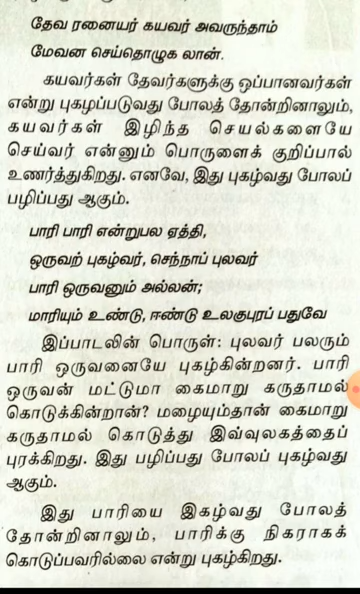 தேவ ரனையர் கயவர் அவருந்தாம்
மேவன செய்தொழுக லான்.
கயவர்கள் தேவர்களுக்கு ஒப்பானவர்கள்
என்று புகழப்படுவது போலத் தோன்றினாலும்,
கயவர்கள் இழிந்த செயல்களையே
செய்வர் என்னும் பொருளைக் குறிப்பால்
உணர்த்துகிறது. எனவே, இது புகழ்வது போலப்
பழிப்பது ஆகும்.
பாரி பாரி என்றுபல ஏத்தி,
ஒருவற் புகழ்வர், செந்நாப் புலவர்
பாரி ஒருவனும் அல்லன்;
மாரியும் உண்டு, ஈண்டு உலகுபுரப் பதுவே
இப்பாடலின் பொருள்: புலவர் பலரும்
பாரி ஒருவனையே புகழ்கின்றனர். பாரி
ஒருவன் மட்டுமா கைமாறு கருதாமல்
கொடுக்கின்றான்? மழையும்தான் கைமாறு
கருதாமல் கொடுத்து இவ்வுலகத்தைப்
புரக்கிறது. இது பழிப்பது போலப் புகழ்வது
ஆகும்.
இது பாரியை இகழ்வது போலத்
தோன்றினாலும், பாரிக்கு நிகராகக்
கொடுப்பவரில்லை என்று புகழ்கிறது.